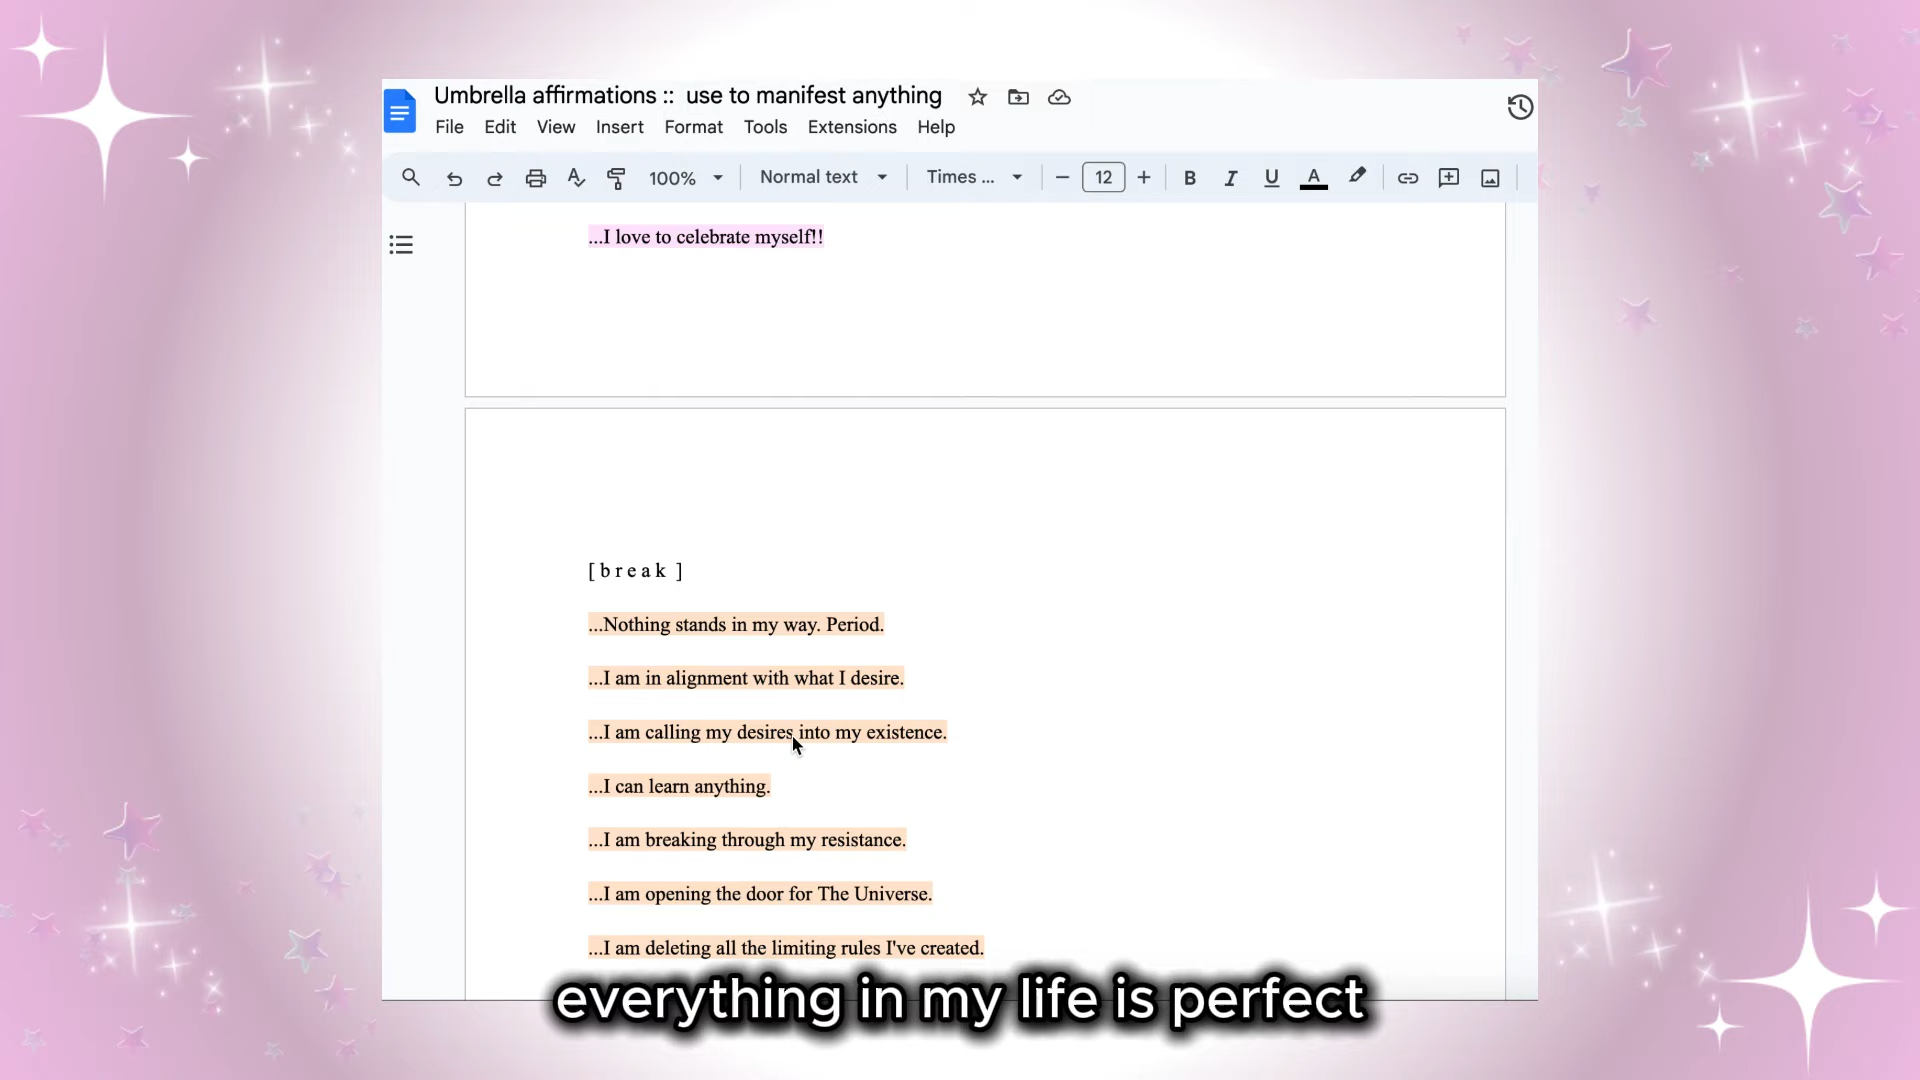 Umbrella affirmations :: use to manifest anything
File Edit View Insert Format Tools Extensions Help
100% Normal text Times ... 12 B I U A
...I love to celebrate myself!!
[ b r e a k ]
...Nothing stands in my way. Period.
...I am in alignment with what I desire.
...I am calling my desires into my existence.
...I can learn anything.
...I am breaking through my resistance.
...I am opening the door for The Universe.
...I am deleting all the limiting rules I've created.
everything in my life is perfect